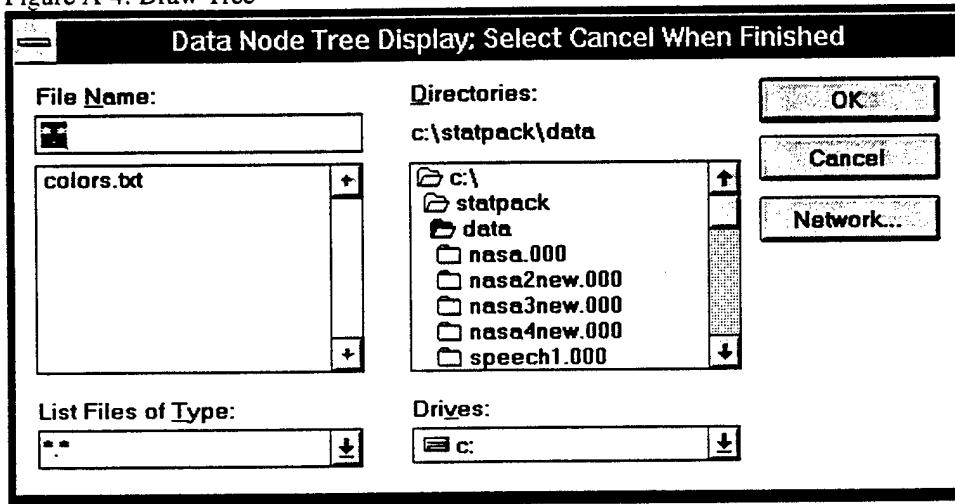 Figure A-4: Draw Tree
Data Node Tree Display; Select Cancel When Finished
File Name:
colors.txt
List Files of Type:
*.*
Directories:
c:\statpack\data
c:\
statpack
data
nasa.000
nasa2new.000
nasa3new.000
nasa4new.000
speech1.000
Drives:
c:
OK
Cancel
Network...